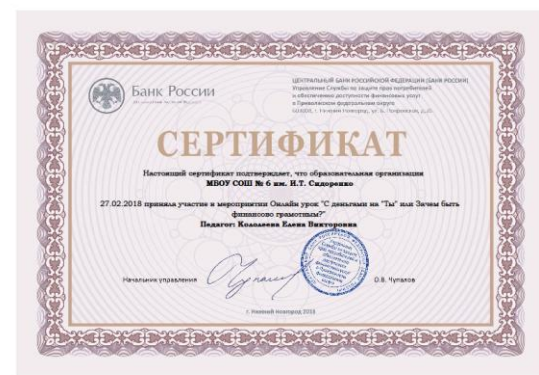 Банк России
ЦЕНТРАЛЬНЫЙ БАНК РОССИЙСКОЙ ФЕДЕРАЦИИ (БАНК РОССИИ)
Управление Службы по защите прав потребителей
и обеспечению доступности финансовых услуг
в Приволжском федеральном округе
г. Нижний Новгород, ул. Б. Покровская,
СЕРТИФИКАТ
Настоящий сертификат подтверждает, что образовательная организация
МБОУ СОШ № 6 им. И.Т. Сидоренко
27.02.2018 приняла участие в мероприятии Онлайн урок "С деньгами на "Ты" или Зачем быть
финансово грамотным?"
Педагог: Елена Викторовна
Начальник управления
О.В. Чупалов
г. Нижний Новгород 2018